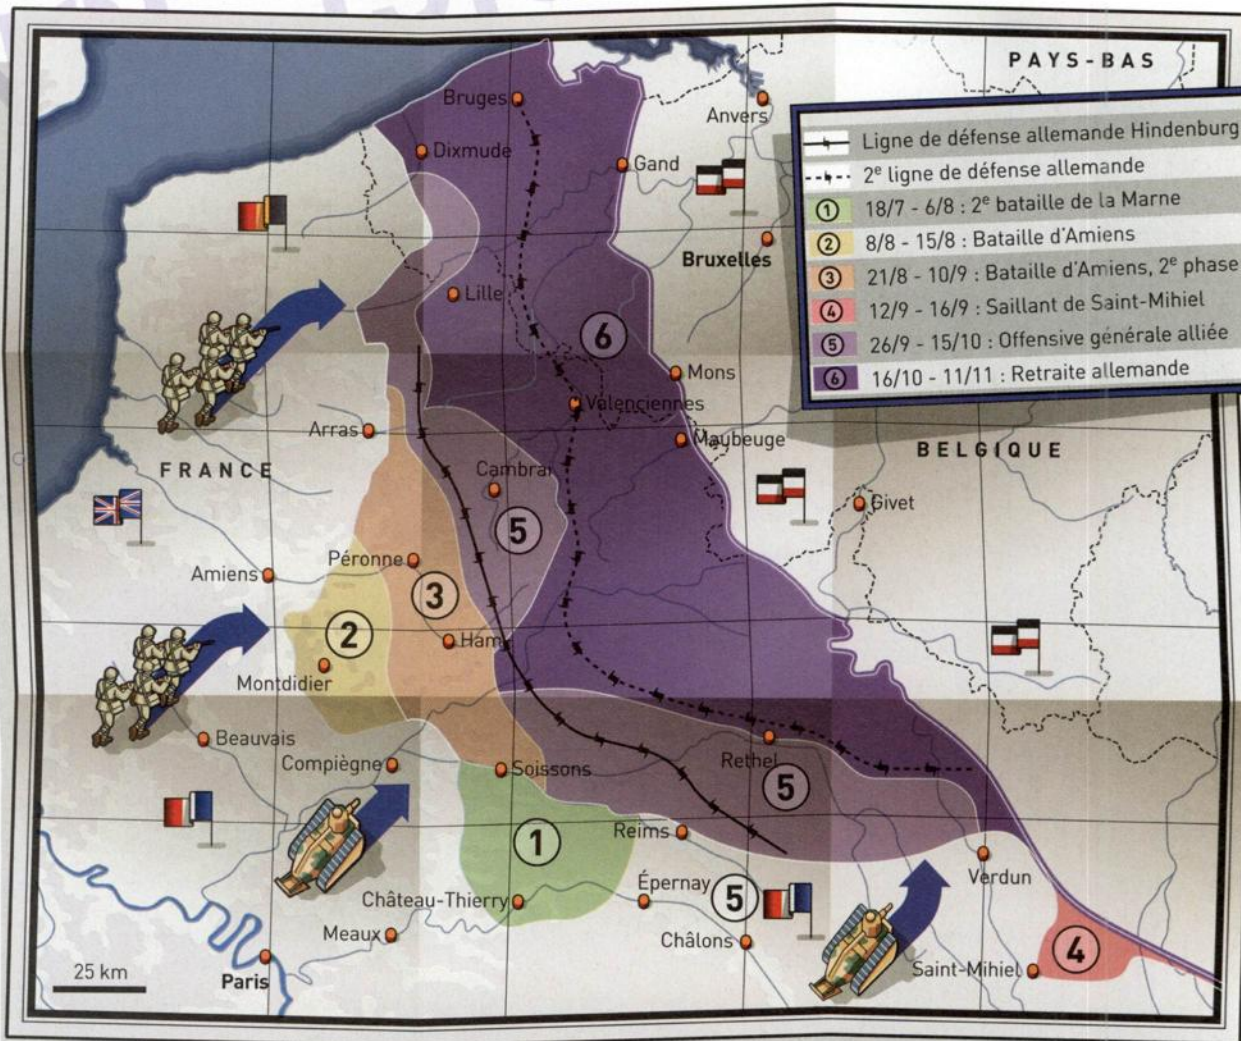 PAYS-BAS
Bruges
Anvers
Dixmude
Gand
Bruxelles
Lille
6
Mons
Valenciennes
Arras
Maubeuge
FRANCE
BELGIQUE
Cambrai
Givet
5
Péronne
Amiens
3
2
Ham
Montdidier
Beauvais
Compiègne
Soissons
Rethel
5
1
Reims
Verdun
Château-Thierry
Épernay
5
Meaux
Châlons
4
Saint-Mihiel
25 km
Paris
Ligne de défense allemande Hindenburg
2e ligne de défense allemande
1 18/7 - 6/8 : 2e bataille de la Marne
2 8/8 - 15/8 : Bataille d'Amiens
3 21/8 - 10/9 : Bataille d'Amiens, 2e phase
4 12/9 - 16/9 : Saillant de Saint-Mihiel
5 26/9 - 15/10 : Offensive générale alliée
6 16/10 - 11/11 : Retraite allemande